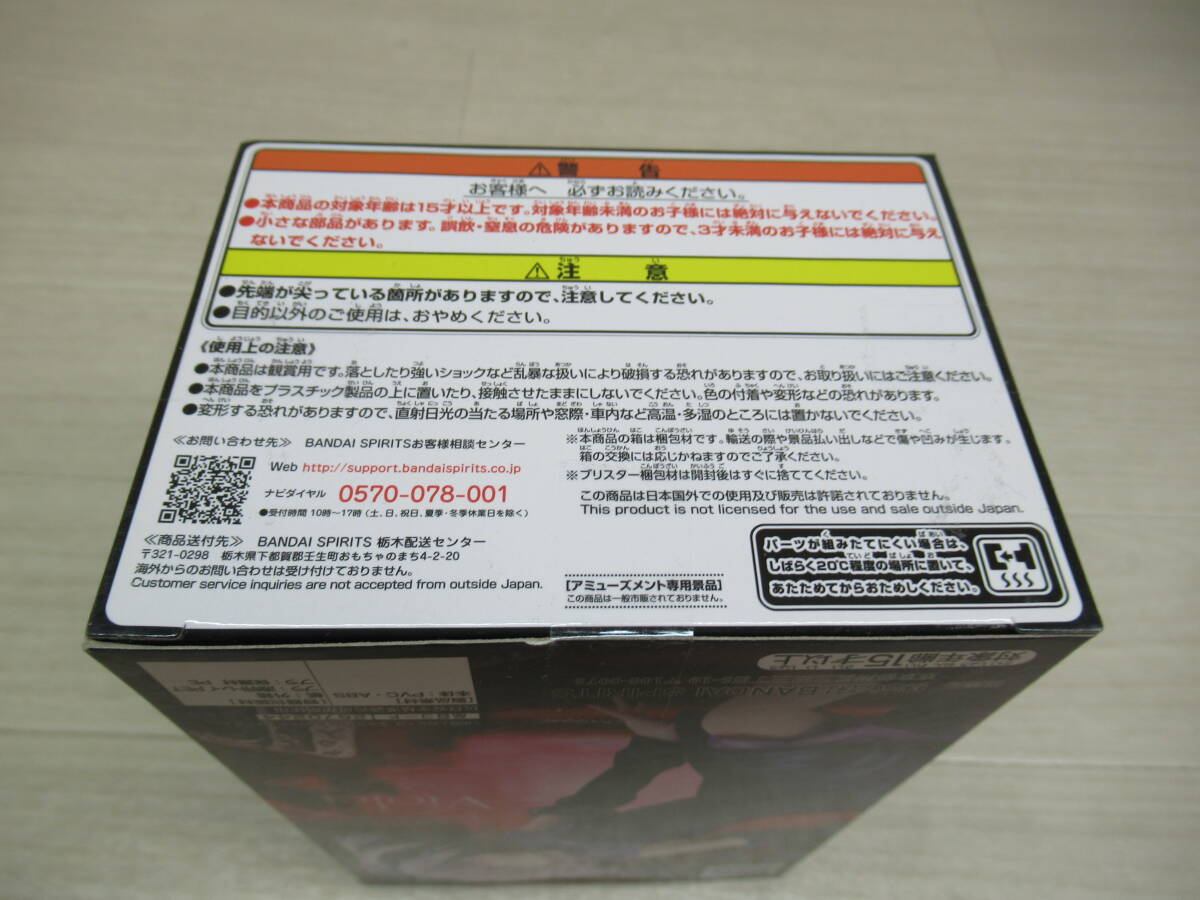 ⚠警告
お客様へ 必ずお読みください。
●本商品の対象年齢は15才以上です。対象年齢未満のお子様には絶対に与えないでください。
●小さな部品があります。誤飲・窒息の危険がありますので、3才未満のお子様には絶対に与え
ないでください。
⚠注意
●先端が尖っている箇所がありますので、注意してください。
●目的以外のご使用は、おやめください。
《使用上の注意》
●本商品は観賞用です。落としたり強いショックなど乱暴な扱いにより破損する恐れがありますので、お取り扱いにはご注意ください。
●本商品をプラスチック製品の上に置いたり、接触させたままにしないでください。色の付着や変形などの恐れがあります。
●変形する恐れがありますので、直射日光の当たる場所や窓際・車内など高温・多湿のところには置かないでください。
≪お問い合わせ先≫ BANDAI SPIRITSお客様相談センター
Web http://support.bandaispirits.co.jp
ナビダイヤル 0570-078-001
●受付時間 10時〜17時(土、日、祝日、夏季・冬季休業日を除く)
≪商品送付先≫ BANDAI SPIRITS 栃木配送センター
〒321-0298 栃木県下都賀郡壬生町おもちゃのまち4-2-20
海外からのお問い合わせは受け付けておりません。
Customer service inquiries are not accepted from outside Japan.
※本商品の箱は梱包材です。輸送の際や景品払い出しなどで傷や凹みが生じます。
箱の交換には応じかねますのでご了承ください。
※ブリスター梱包材は開封後はすぐに捨ててください。
この商品は日本国外での使用及び販売は許諾されておりません。
This product is not licensed for the use and sale outside Japan.
[アミューズメント専用景品]
この商品は一般市販されておりません。
パーツが組みたてにくい場合は、
しばらく20℃程度の場所に置いて、
あたためてからおためしください。
対象年齢15才以上
BANDAI SPIRITS
本体:PVC・ABS